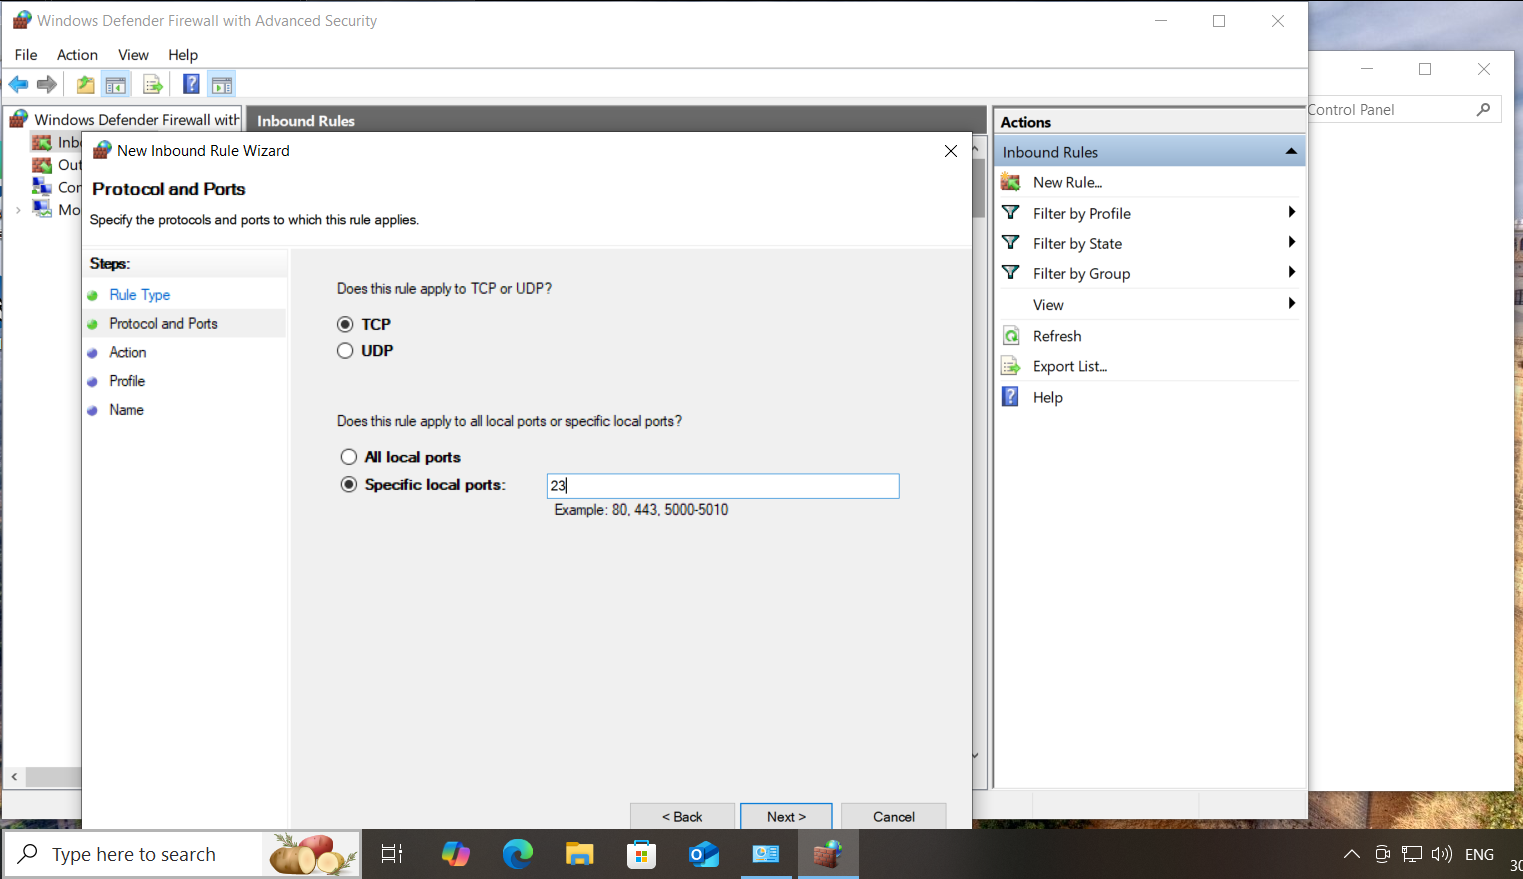 Windows Defender Firewall with Advanced Security
File Action View Help
Control Panel
Windows Defender Firewall with
Inbound Rules
Actions
Inb
Out
Con
Mo
New Inbound Rule Wizard
Protocol and Ports
Specify the protocols and ports to which this rule applies.
Steps:
Rule Type
Protocol and Ports
Action
Profile
Name
Does this rule apply to TCP or UDP?
TCP
UDP
Does this rule apply to all local ports or specific local ports?
All local ports
Specific local ports: 23
Example: 80, 443, 5000-5010
< Back Next > Cancel
Inbound Rules
New Rule...
Filter by Profile
Filter by State
Filter by Group
View
Refresh
Export List...
Help
Type here to search
ENG
30